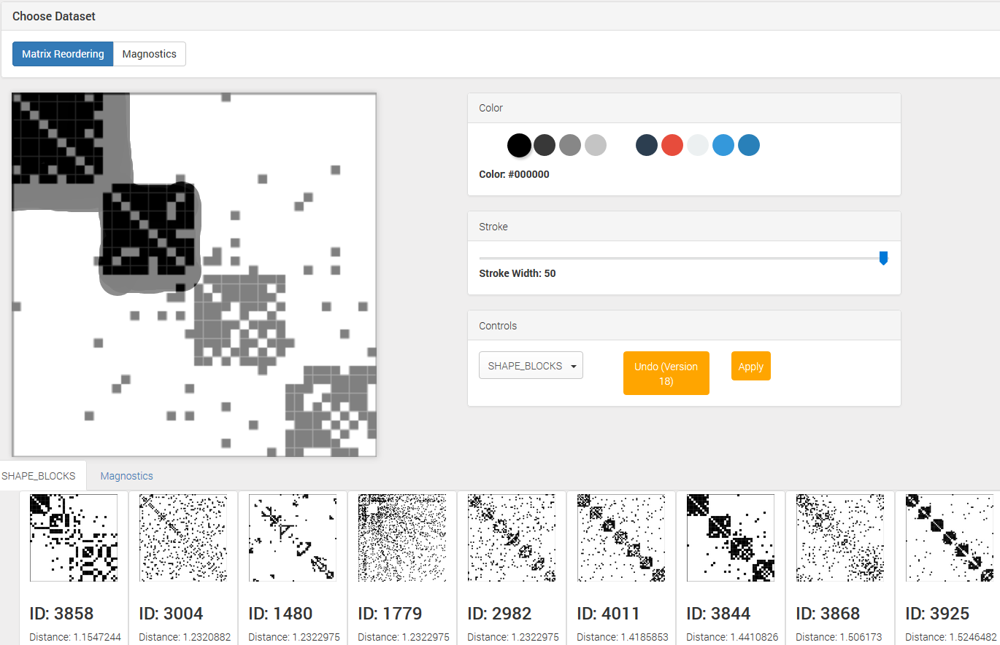 Choose Dataset
Matrix Reordering
Magnostics
Color
Color: #000000
Stroke
Stroke Width: 50
Controls
SHAPE_BLOCKS
Undo (Version
18)
Apply
SHAPE_BLOCKS
Magnostics
ID: 3858
ID: 3004
ID: 1480
ID: 1779
ID: 2982
ID: 4011
ID: 3844
ID: 3868
ID: 3925
Distance: 1.1547244
Distance: 1.2320882
Distance: 1.2322975
Distance: 1.2322975
Distance: 1.2322975
Distance: 1.4185853
Distance: 1.4410826
Distance: 1.506173
Distance: 1.5246482